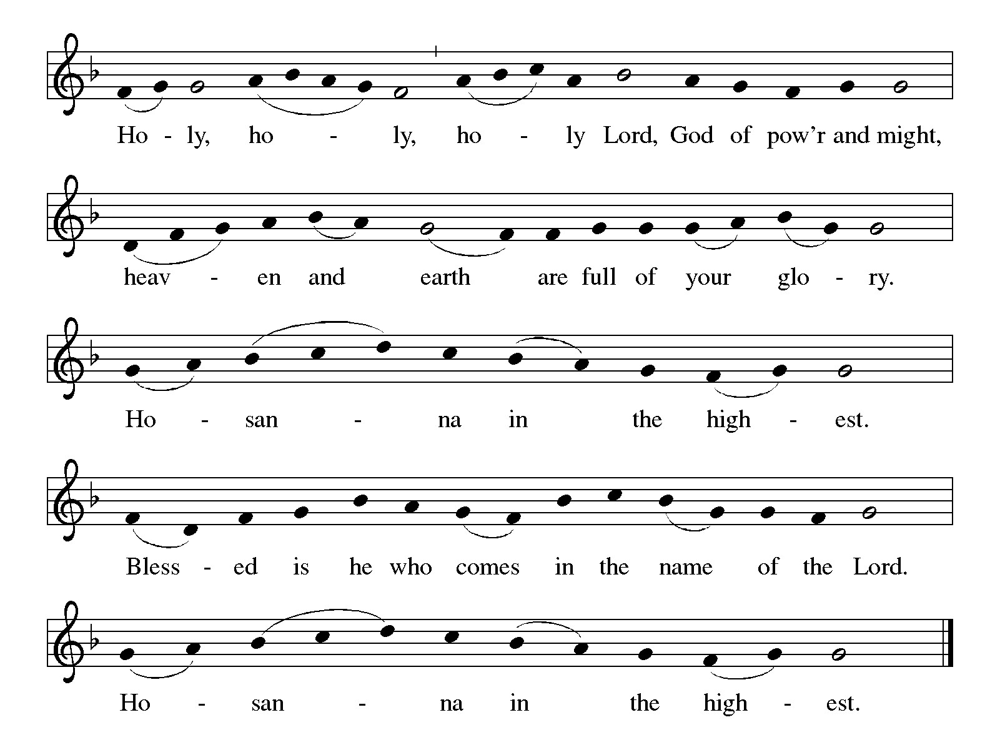 Ho - ly, ho - ly, ho - ly Lord, God of pow’r and might,
heav - en and earth are full of your glo - ry.
Ho - san - na in the high - est.
Bless - ed is he who comes in the name of the Lord.
Ho - san - na in the high - est.